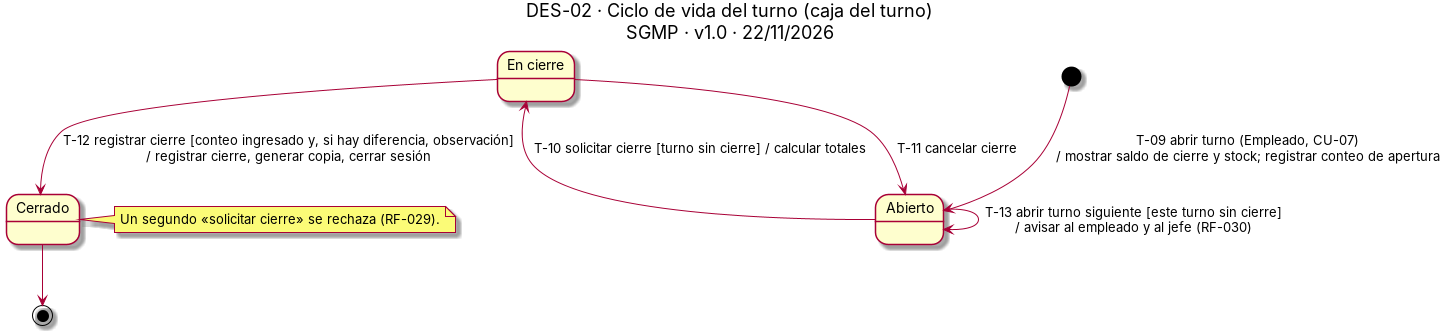 DES-02 · Ciclo de vida del turno (caja del turno)
SGMP · v1.0 · 22/11/2026
En cierre
T-12 registrar cierre [conteo ingresado y, si hay diferencia, observación]
/ registrar cierre, generar copia, cerrar sesión
T-10 solicitar cierre [turno sin cierre] / calcular totales
T-11 cancelar cierre
T-09 abrir turno (Empleado, CU-07)
/ mostrar saldo de cierre y stock; registrar conteo de apertura
Cerrado
Un segundo «solicitar cierre» se rechaza (RF-029).
Abierto
T-13 abrir turno siguiente [este turno sin cierre]
/ avisar al empleado y al jefe (RF-030)